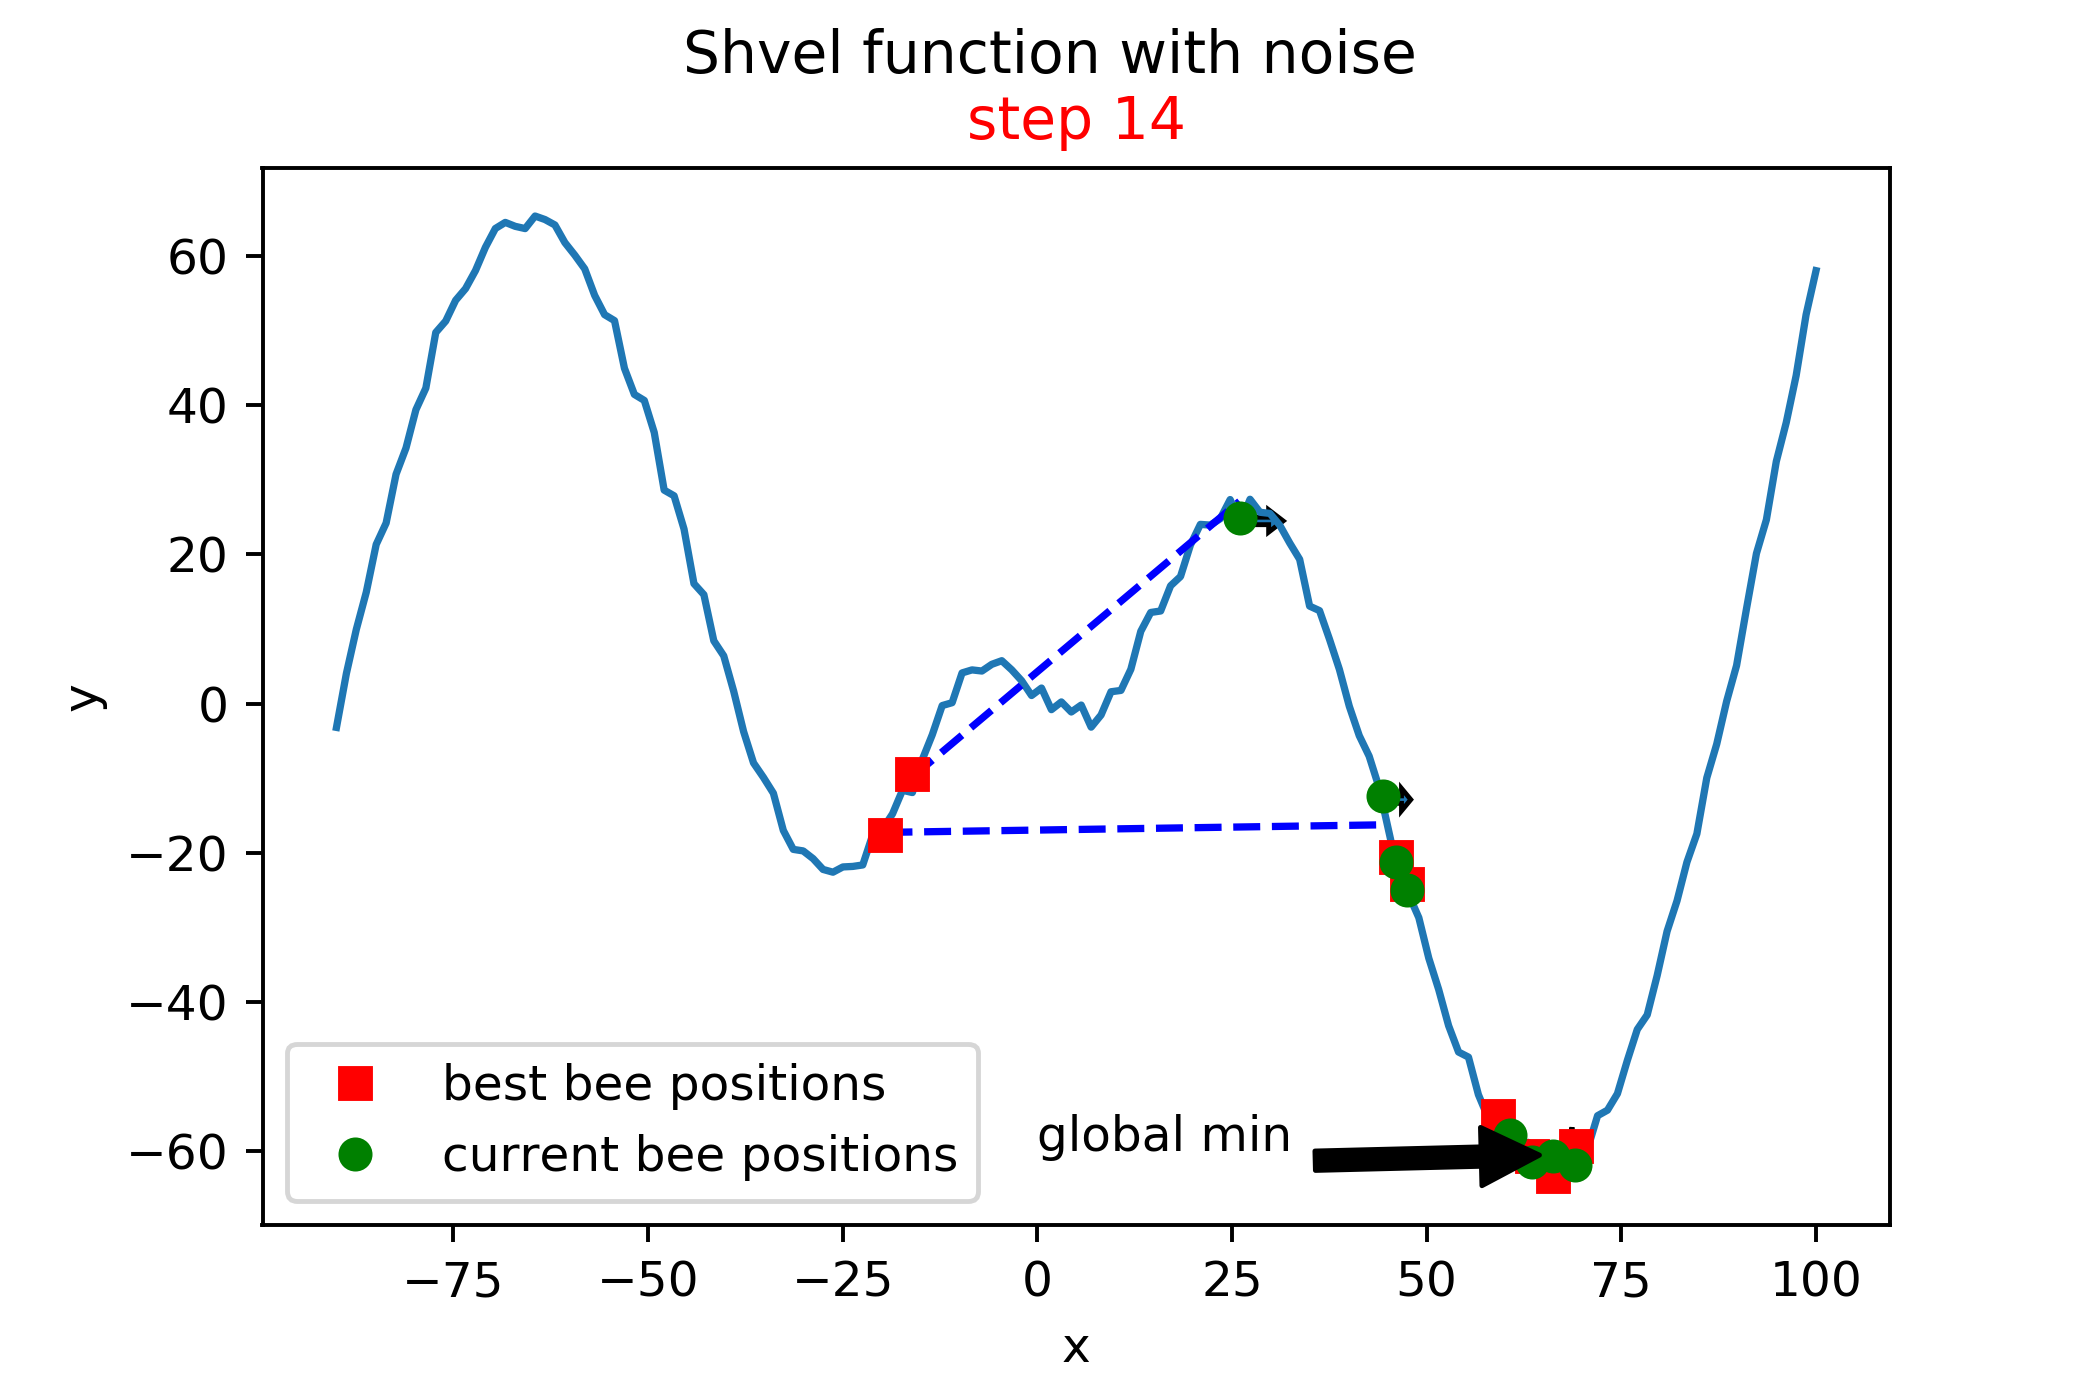 Shvel function with noise
step 14
60
40
20
0
−20
−40
−60
y
best bee positions
current bee positions
global min
−75 −50 −25 0 25 50 75 100
x